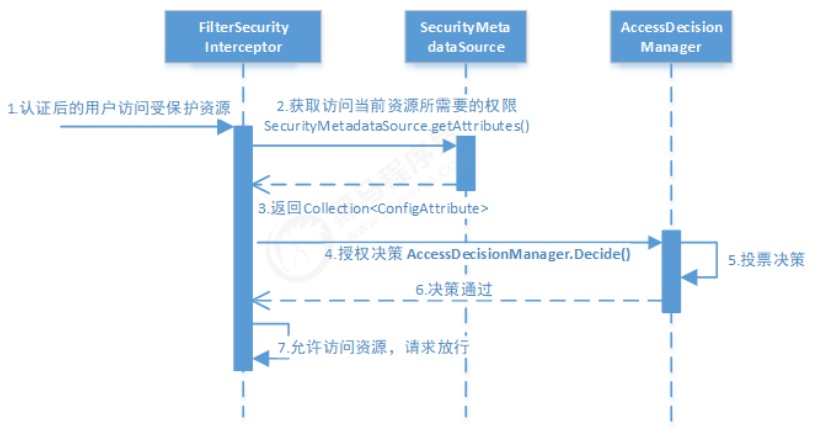 FilterSecurity
Interceptor
SecurityMeta
dataSource
AccessDecision
Manager
1.认证后的用户访问受保护资源
2.获取访问当前资源所需要的权限
SecurityMetadataSource.getAttributes()
3.返回Collection<ConfigAttribute>
4.授权决策 AccessDecisionManager.Decide()
5.投票决策
6.决策通过
7.允许访问资源，请求放行